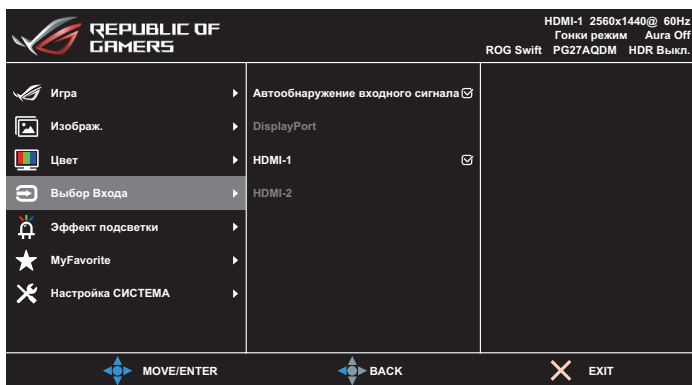 REPUBLIC OF
GAMERS
HDMI-1 2560x1440@ 60Hz
Гонки режим Aura Off
ROG Swift PG27AQDM HDR Выкл.
Игра
Изображ.
Цвет
Выбор Входа
Эффект подсветки
MyFavorite
Настройка СИСТЕМА
Автообнаружение входного сигнала
DisplayPort
HDMI-1
HDMI-2
MOVE/ENTER
BACK
EXIT